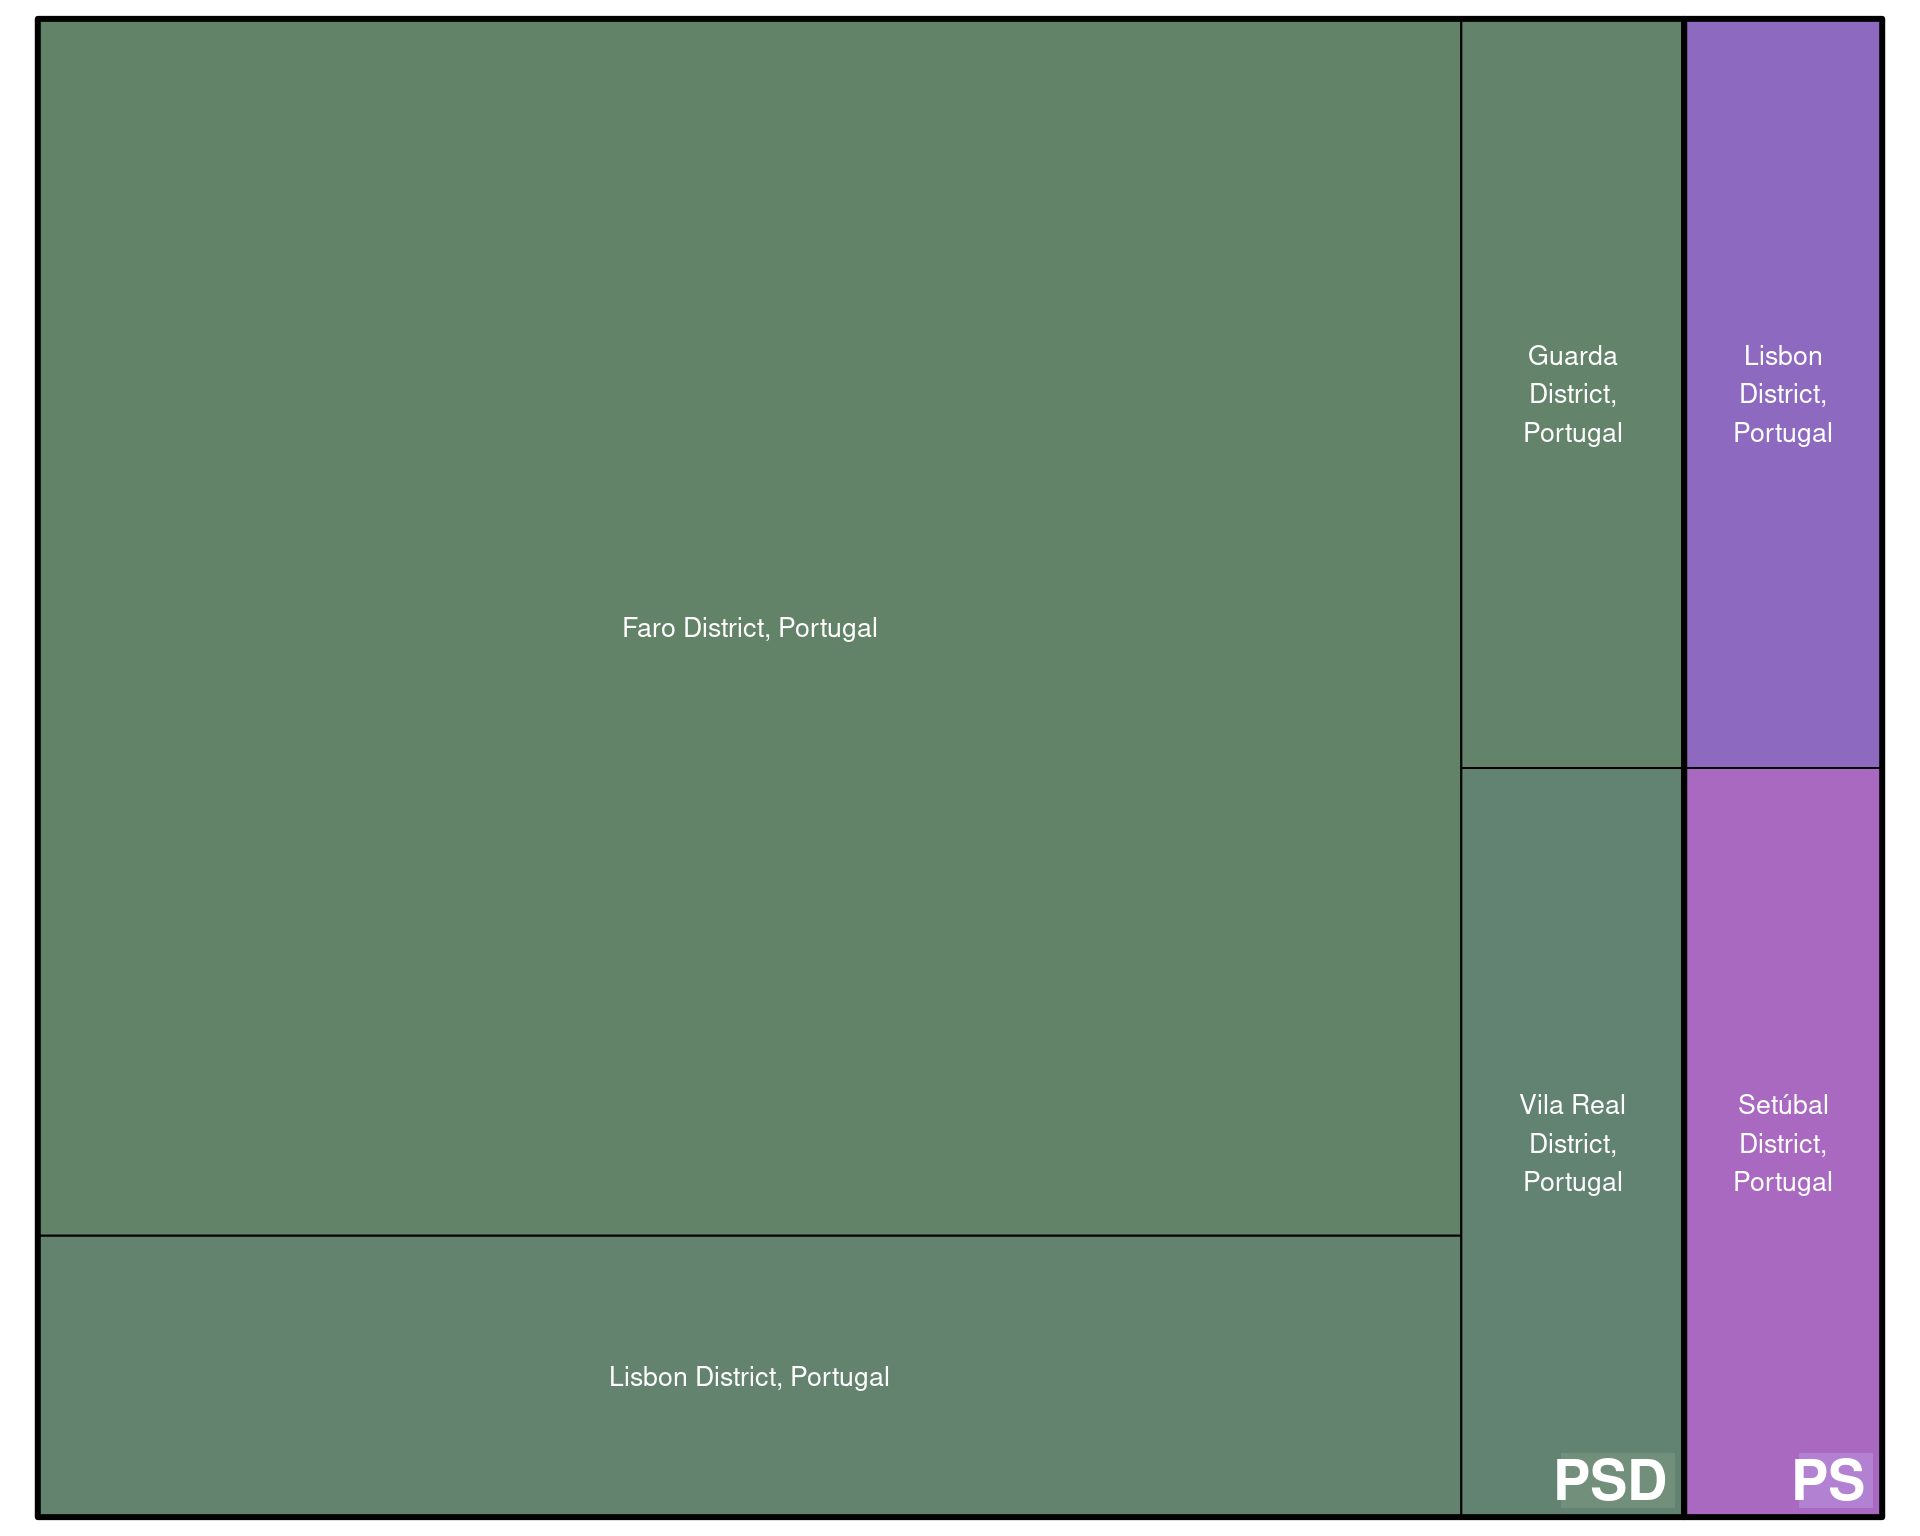 Faro District, Portugal
Lisbon District, Portugal
Guarda
District,
Portugal
Vila Real
District,
Portugal
PSD
Lisbon
District,
Portugal
Setúbal
District,
Portugal
PS